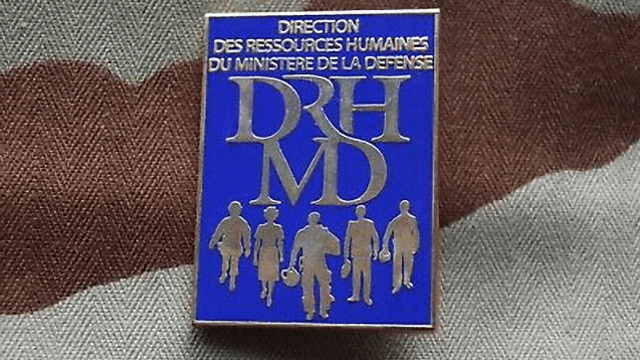 DIRECTION
DES RESSOURCES HUMAINES
DU MINISTERE DE LA DEFENSE
DRH
MD